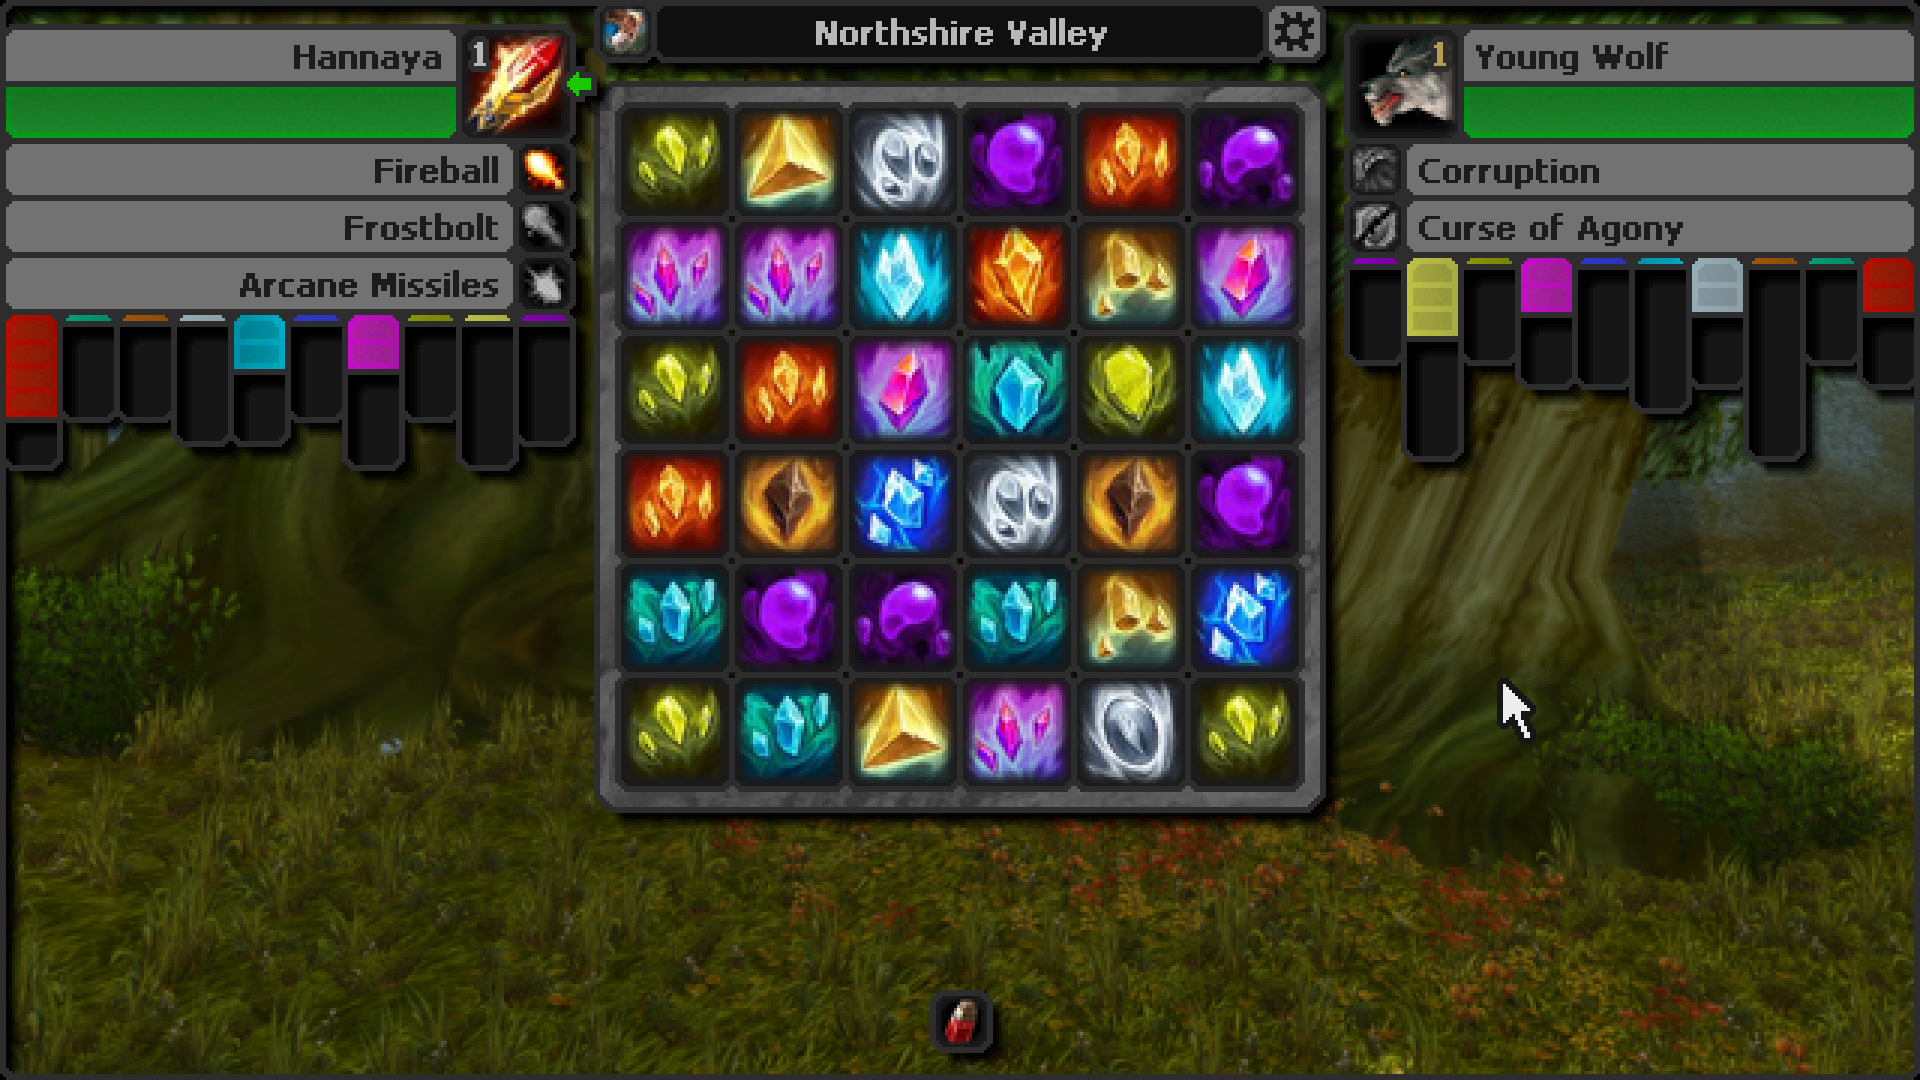 Northshire Valley
Hannaya
1
Fireball
Frostbolt
Arcane Missiles
1
Young Wolf
Corruption
Curse of Agony